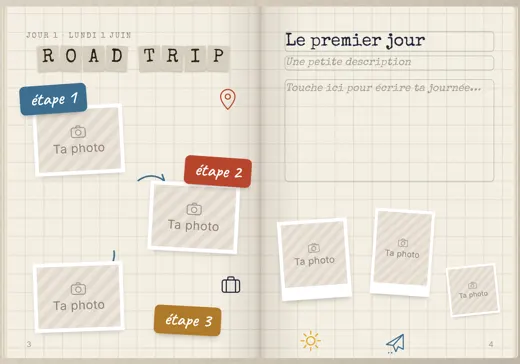 JOUR 1 · LUNDI 1 JUIN
ROAD TRIP
étape 1
Ta photo
étape 2
Ta photo
Ta photo
étape 3
3
Le premier jour
Une petite description
Touche ici pour écrire ta journée...
Ta photo
Ta photo
Ta photo
4